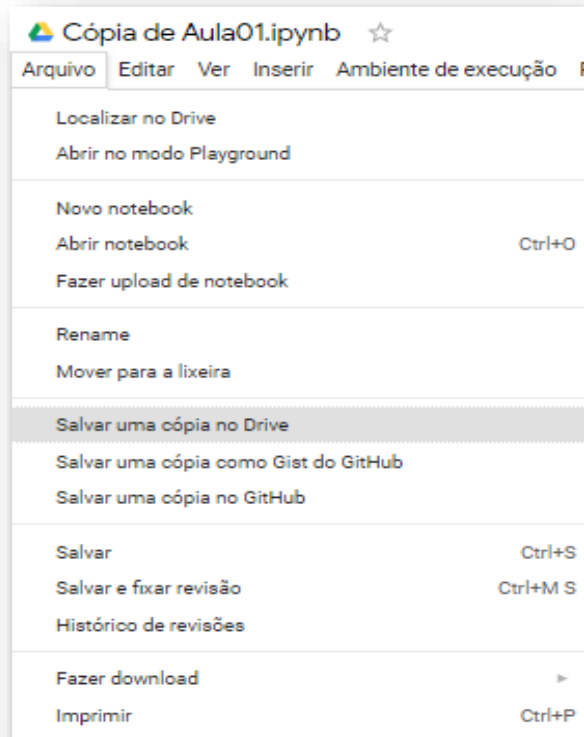 Cópia de Aula01.ipynb
Arquivo Editar Ver Inserir Ambiente de execução
Localizar no Drive
Abrir no modo Playground
Novo notebook
Abrir notebook Ctrl+O
Fazer upload de notebook
Rename
Mover para a lixeira
Salvar uma cópia no Drive
Salvar uma cópia como Gist do GitHub
Salvar uma cópia no GitHub
Salvar Ctrl+S
Salvar e fixar revisão Ctrl+M S
Histórico de revisões
Fazer download
Imprimir Ctrl+P